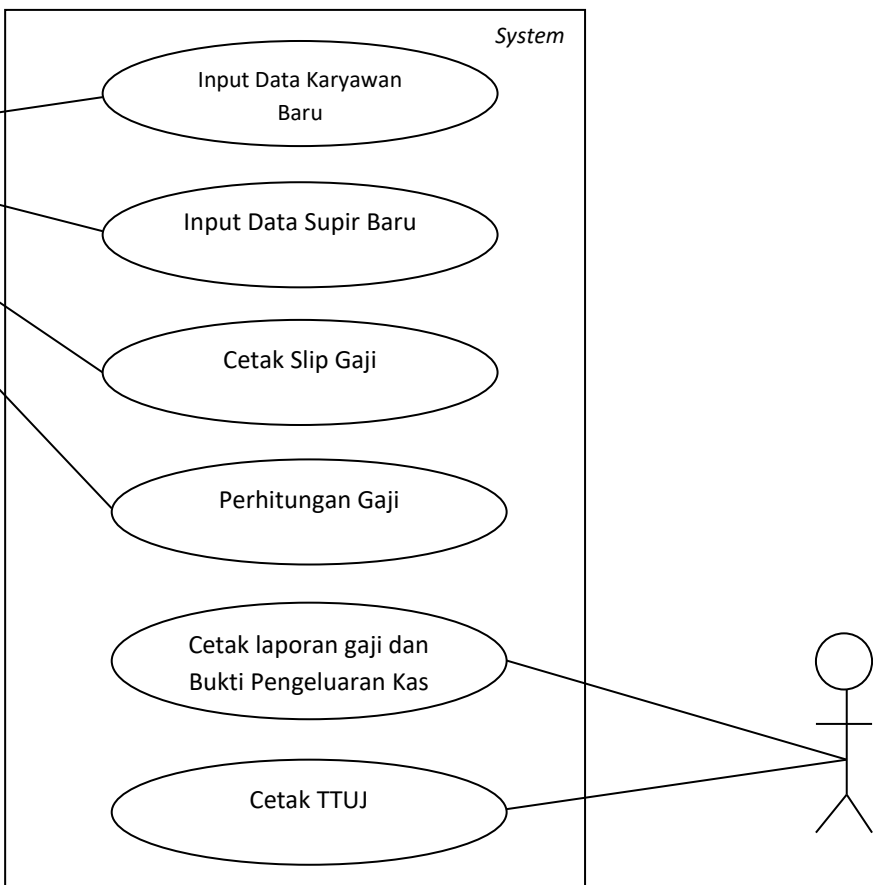 System
Input Data Karyawan
Baru
Input Data Supir Baru
Cetak Slip Gaji
Perhitungan Gaji
Cetak laporan gaji dan
Bukti Pengeluaran Kas
Cetak TTUJ